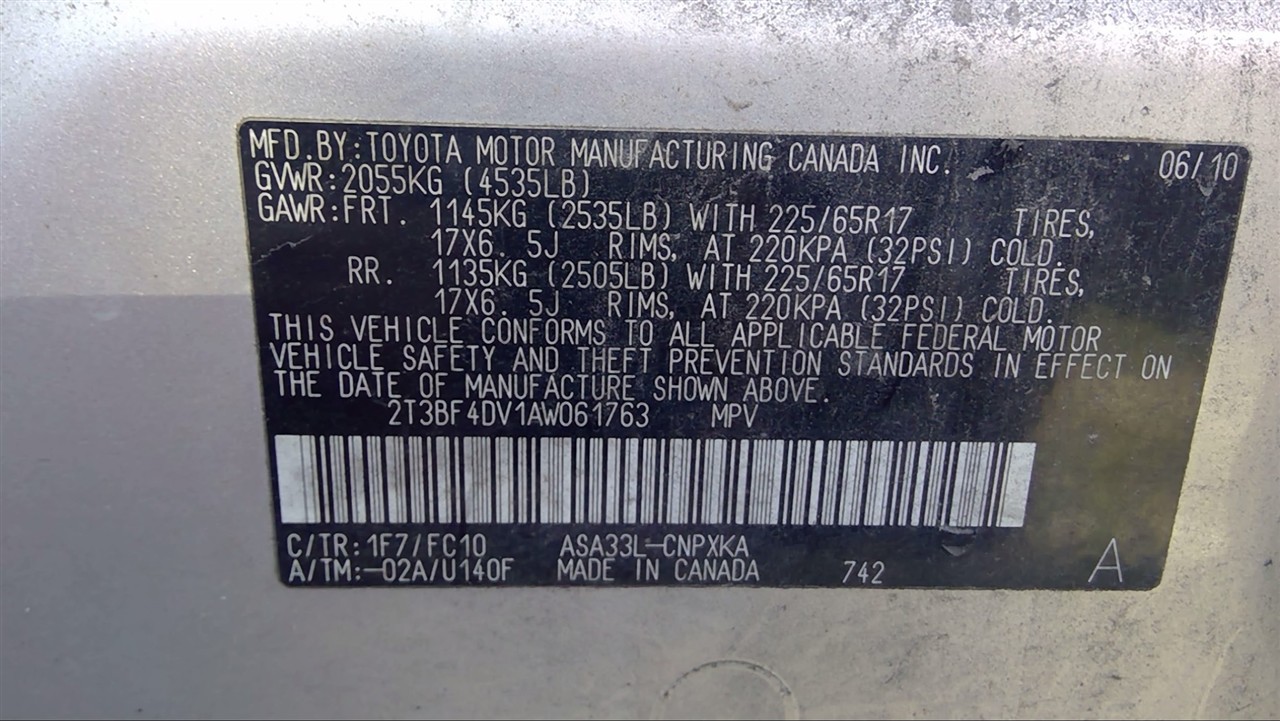 MFD.BY:TOYOTA MOTOR MANUFACTURING CANADA INC. 06/10
GVWR:2055KG (4535LB)
GAWR:FRT. 1145KG (2535LB) WITH 225/65R17 TIRES,
17X6. 5J RIMS, AT 220KPA (32PSI) COLD.
RR. 1135KG (2505LB) WITH 225/65R17 TIRES,
17X6. 5J RIMS, AT 220KPA (32PSI) COLD.
THIS VEHICLE CONFORMS TO ALL APPLICABLE FEDERAL MOTOR
VEHICLE SAFETY AND THEFT PREVENTION STANDARDS IN EFFECT ON
THE DATE OF MANUFACTURE SHOWN ABOVE.
2T3BF4DV1AW061763 MPV
C/TR:1F7/FC10 ASA33L-CNPXKA
A/TM:-02A/U140F MADE IN CANADA 742 A